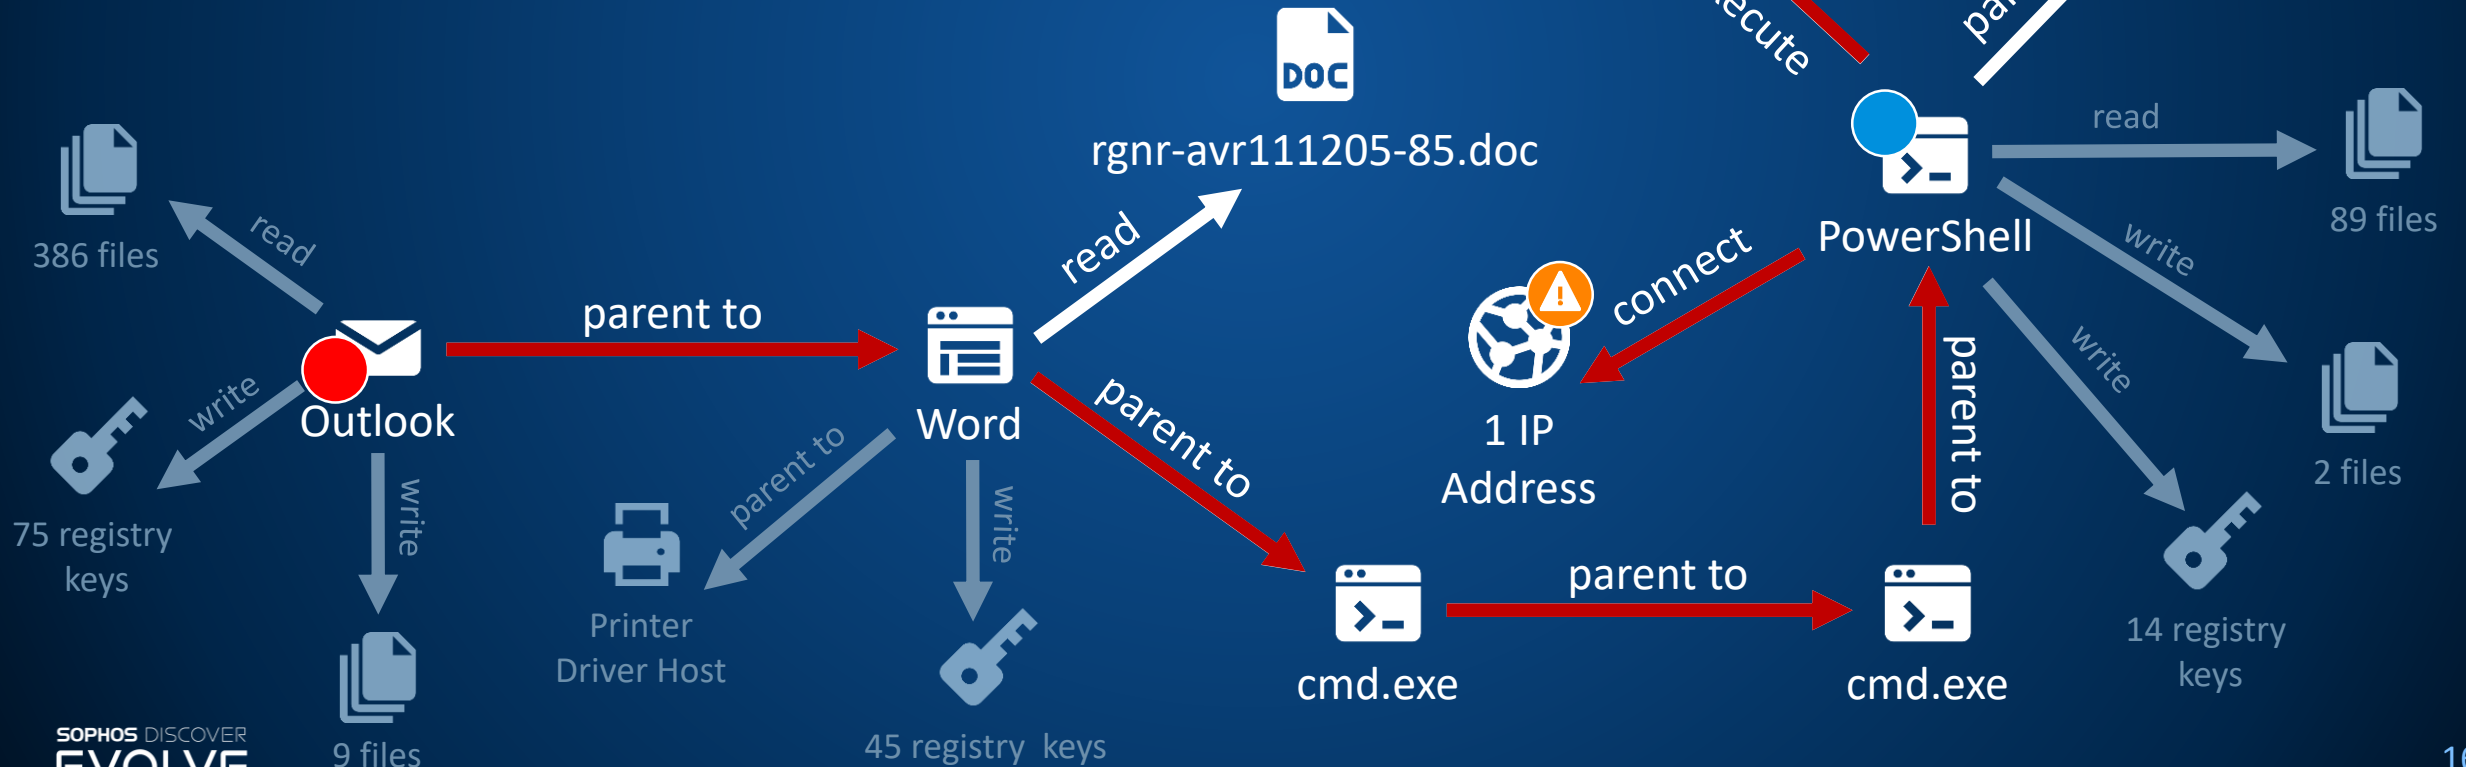 DOC
rgnr-avr111205-85.doc
read
386 files
write
75 registry
keys
Outlook
write
9 files
parent to
Word
read
parent to
Printer
Driver Host
write
45 registry keys
parent to
cmd.exe
parent to
cmd.exe
parent to
PowerShell
connect
1 IP
Address
read
89 files
write
2 files
write
14 registry
keys
SOPHOS DISCOVER
EVOLVE